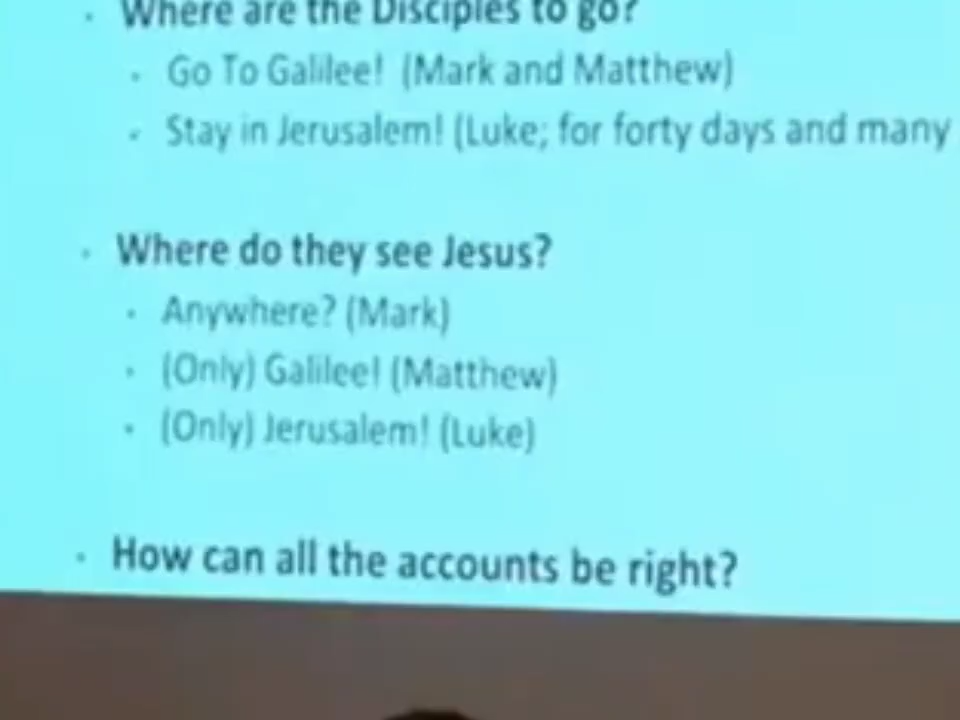 Where are the Disciples to go?
Go To Galilee! (Mark and Matthew)
Stay in Jerusalem! (Luke; for forty days and many
Where do they see Jesus?
Anywhere? (Mark)
(Only) Galilee! (Matthew)
(Only) Jerusalem! (Luke)
How can all the accounts be right?